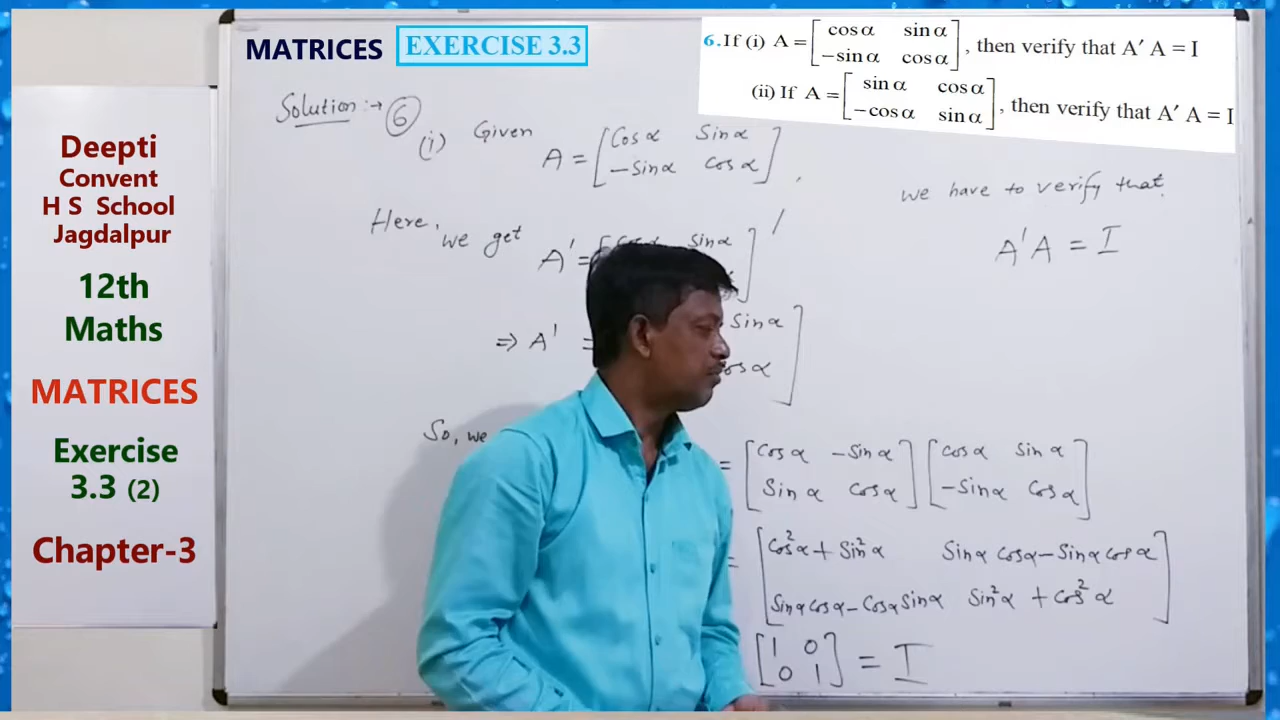 MATRICES EXERCISE 3.3
6. If (i) A = [cos α sin α
−sin α cos α], then verify that A′ A = I
(ii) If A = [sin α cos α
−cos α sin α], then verify that A′ A = I
Deepti
Convent
H S School
Jagdalpur
12th
Maths
MATRICES
Exercise
3.3 (2)
Chapter-3
Solution :→ 6
(i) Given A = [Cos α Sin α
−Sin α Cos α],
we have to verify that
A′A = I
Here, we get A′ = [ Sin α
]′
⇒ A′ = [ Sin α
Cos α]
So, we = [Cos α −Sin α
Sin α Cos α] [Cos α Sin α
−Sin α Cos α]
= [Cos²α + Sin²α Sin α Cos α − Sin α Cos α
Sin α Cos α − Cos α Sin α Sin²α + Cos²α]
[1 0
0 1] = I